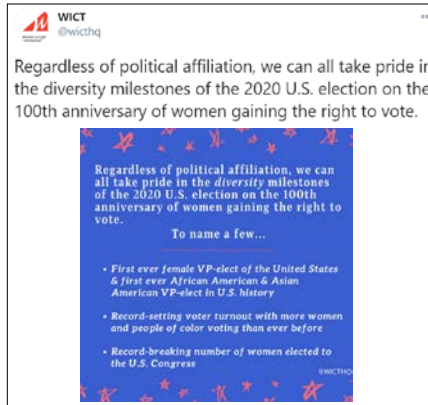 WICT
@wicthq
Regardless of political affiliation, we can all take pride in
the diversity milestones of the 2020 U.S. election on the
100th anniversary of women gaining the right to vote.
Regardless of political affiliation, we can
all take pride in the diversity milestones
of the 2020 U.S. election on the 100th
anniversary of women gaining the right to
vote.
To name a few...
• First ever female VP-elect of the United States
& first ever African American & Asian
American VP-elect in U.S. history
• Record-setting voter turnout with more women
and people of color voting than ever before
• Record-breaking number of women elected to
the U.S. Congress
@WICTHQ